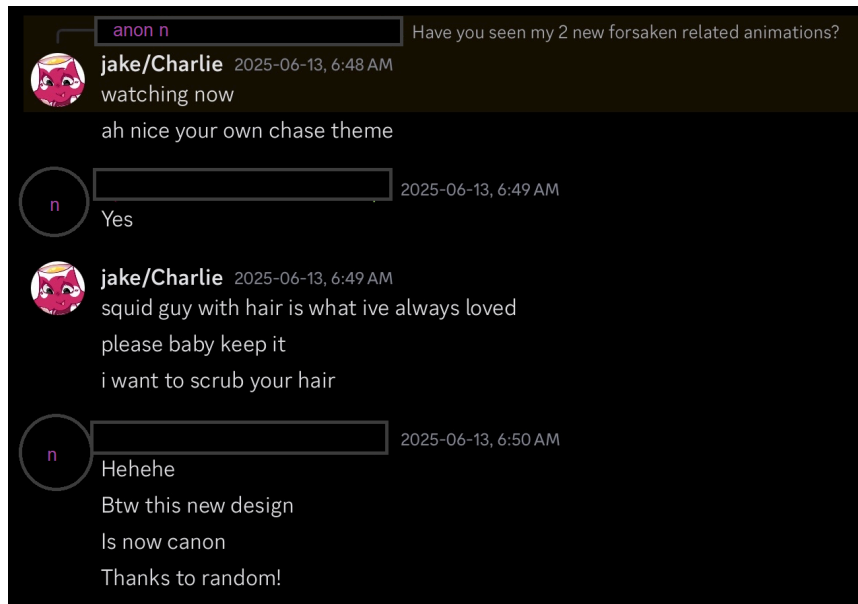 anon n Have you seen my 2 new forsaken related animations?
jake/Charlie 2025-06-13, 6:48 AM
watching now
ah nice your own chase theme
2025-06-13, 6:49 AM
n
Yes
jake/Charlie 2025-06-13, 6:49 AM
squid guy with hair is what ive always loved
please baby keep it
i want to scrub your hair
2025-06-13, 6:50 AM
n
Hehehe
Btw this new design
Is now canon
Thanks to random!